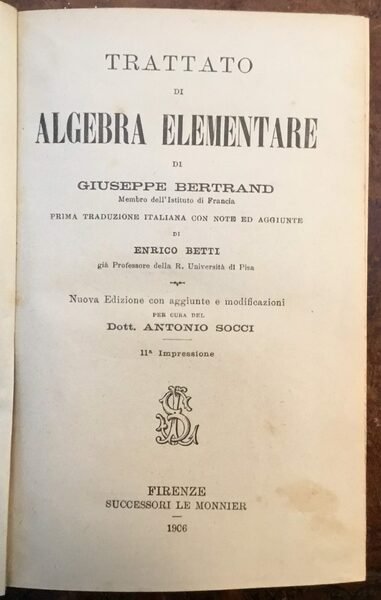 TRATTATO
DI
ALGEBRA ELEMENTARE
DI
GIUSEPPE BERTRAND
Membro dell'Istituto di Francia
PRIMA TRADUZIONE ITALIANA CON NOTE ED AGGIUNTE
DI
ENRICO BETTI
già Professore della R. Università di Pisa
Nuova Edizione con aggiunte e modificazioni
PER CURA DEL
Dott. ANTONIO SOCCI
11ª Impressione
FIRENZE
SUCCESSORI LE MONNIER
1906